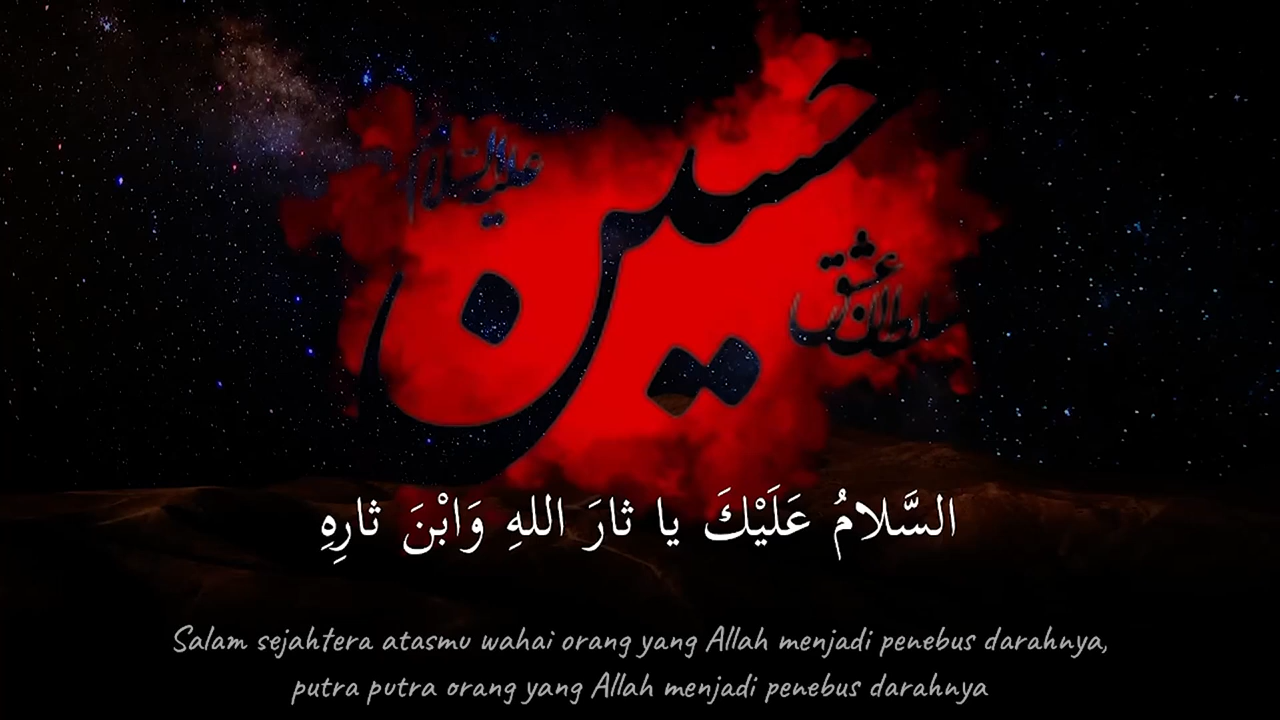 حسین
علیه السلام
سلطان عشق
السَّلامُ عَلَيْكَ يا ثارَ اللهِ وَابْنَ ثارِهِ
Salam sejahtera atasmu wahai orang yang Allah menjadi penebus darahnya,
putra putra orang yang Allah menjadi penebus darahnya